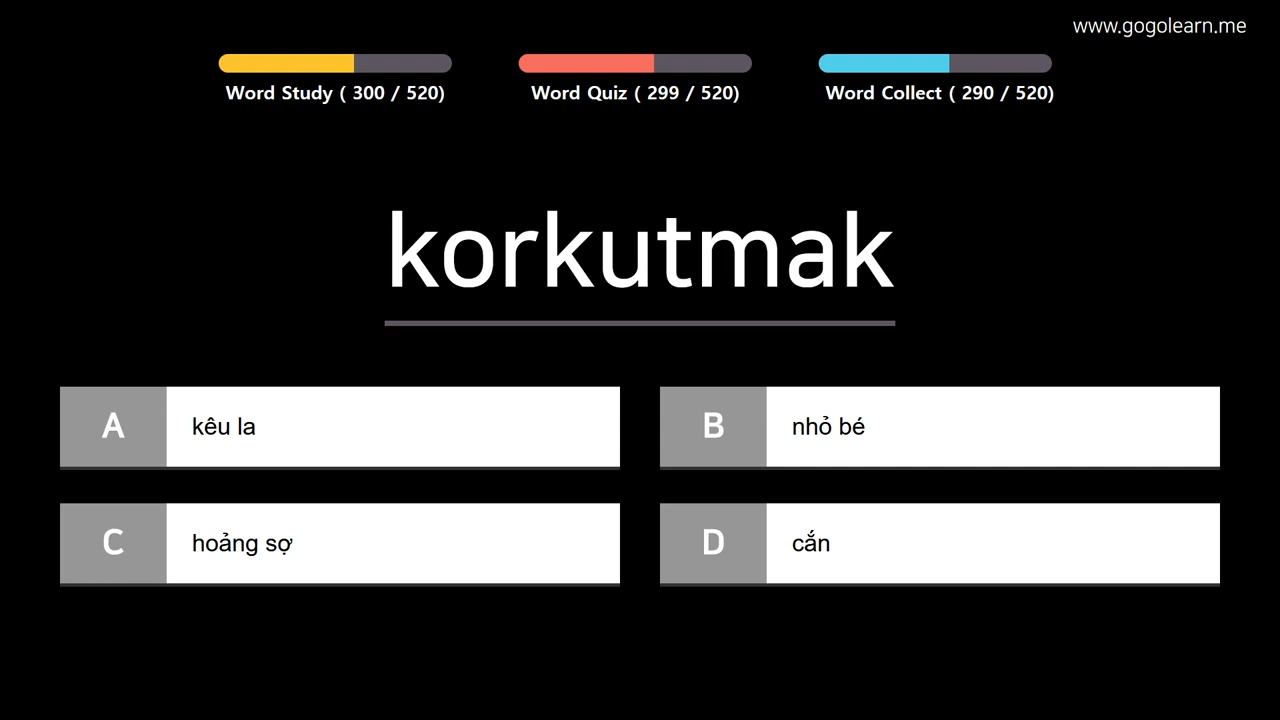 www.gogolearn.me
Word Study ( 300 / 520)
Word Quiz ( 299 / 520)
Word Collect ( 290 / 520)
korkutmak
A
kêu la
B
nhỏ bé
C
hoảng sợ
D
cắn